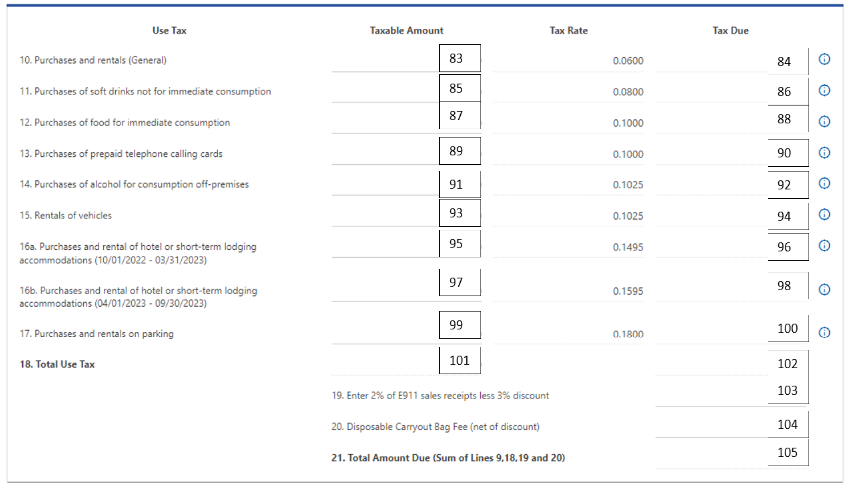 Use Tax Taxable Amount Tax Rate Tax Due
10. Purchases and rentals (General) 83 0.0600 84
11. Purchases of soft drinks not for immediate consumption 85 0.0800 86
12. Purchases of food for immediate consumption 87 0.1000 88
13. Purchases of prepaid telephone calling cards 89 0.1000 90
14. Purchases of alcohol for consumption off-premises 91 0.1025 92
15. Rentals of vehicles 93 0.1025 94
16a. Purchases and rental of hotel or short-term lodging
accommodations (10/01/2022 - 03/31/2023) 95 0.1495 96
16b. Purchases and rental of hotel or short-term lodging
accommodations (04/01/2023 - 09/30/2023) 97 0.1595 98
17. Purchases and rentals on parking 99 0.1800 100
18. Total Use Tax 101 102
19. Enter 2% of E911 sales receipts less 3% discount 103
20. Disposable Carryout Bag Fee (net of discount) 104
21. Total Amount Due (Sum of Lines 9,18,19 and 20) 105